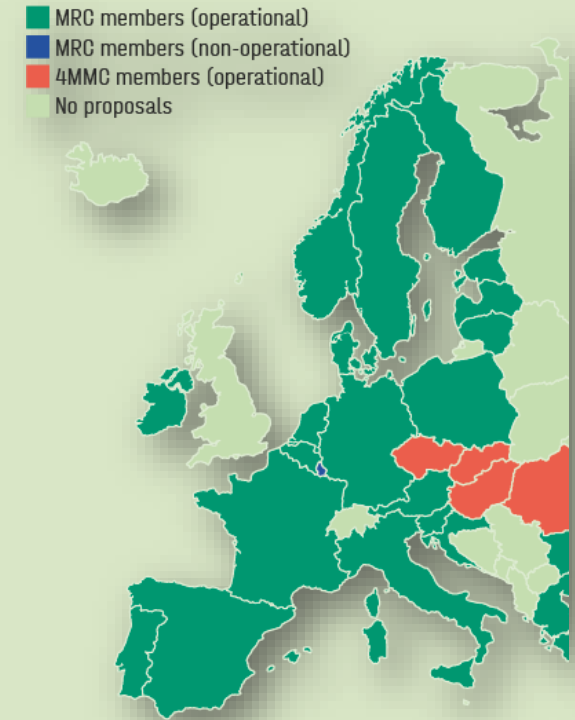 MRC members (operational)
MRC members (non-operational)
4MMC members (operational)
No proposals